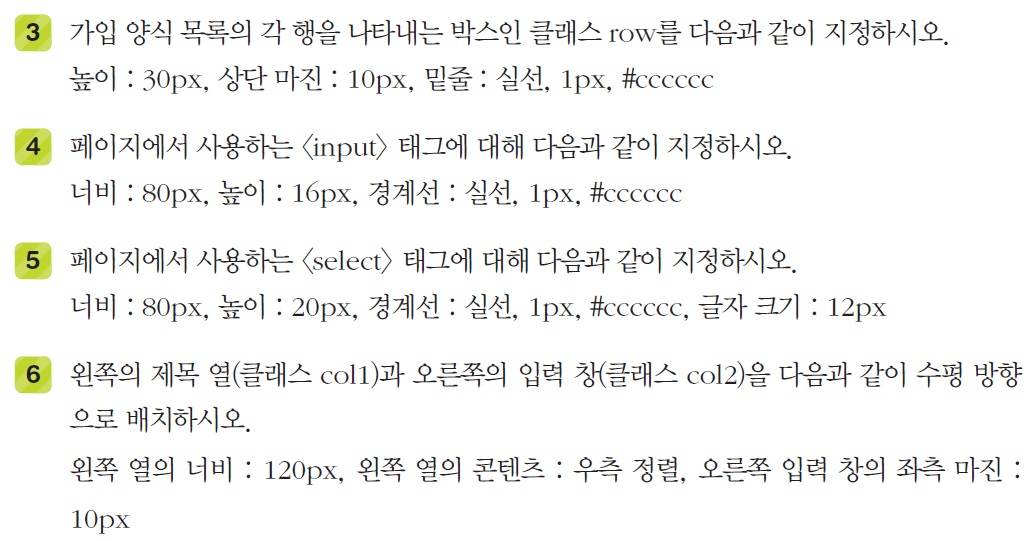 3 가입 양식 목록의 각 행을 나타내는 박스인 클래스 row를 다음과 같이 지정하시오.
높이 : 30px, 상단 마진 : 10px, 밑줄 : 실선, 1px, #cccccc
4 페이지에서 사용하는 〈input〉 태그에 대해 다음과 같이 지정하시오.
너비 : 80px, 높이 : 16px, 경계선 : 실선, 1px, #cccccc
5 페이지에서 사용하는 〈select〉 태그에 대해 다음과 같이 지정하시오.
너비 : 80px, 높이 : 20px, 경계선 : 실선, 1px, #cccccc, 글자 크기 : 12px
6 왼쪽의 제목 열(클래스 col1)과 오른쪽의 입력 창(클래스 col2)을 다음과 같이 수평 방향
으로 배치하시오.
왼쪽 열의 너비 : 120px, 왼쪽 열의 콘텐츠 : 우측 정렬, 오른쪽 입력 창의 좌측 마진 :
10px